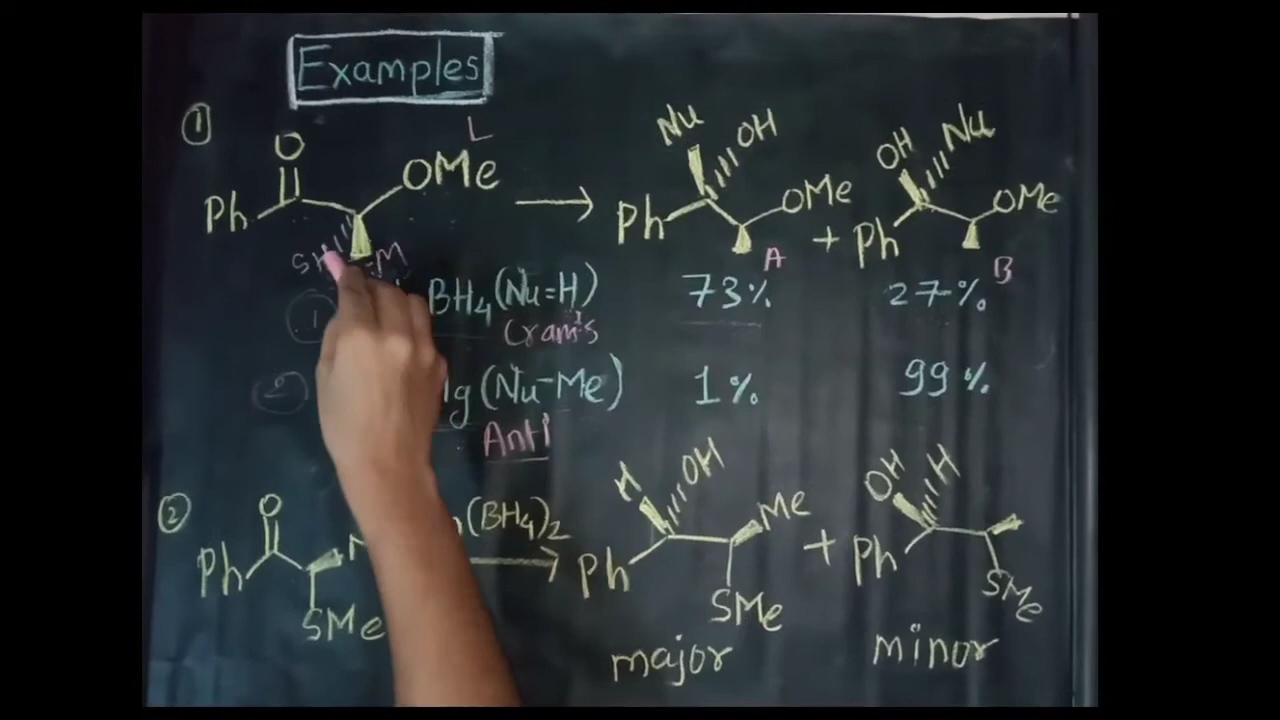 Examples
1
O
L
OMe
Ph
S
M
Nu
OH
Ph
OMe
A
+
OH
Nu
Ph
OMe
B
1
BH4 (Nu=H)
73%
27%
Cram's
2
(Nu-Me)
1%
99%
Anti
2
O
Ph
SMe
(BH4)2
H
OH
Me
Ph
SMe
major
+
OH
H
Ph
SMe
minor